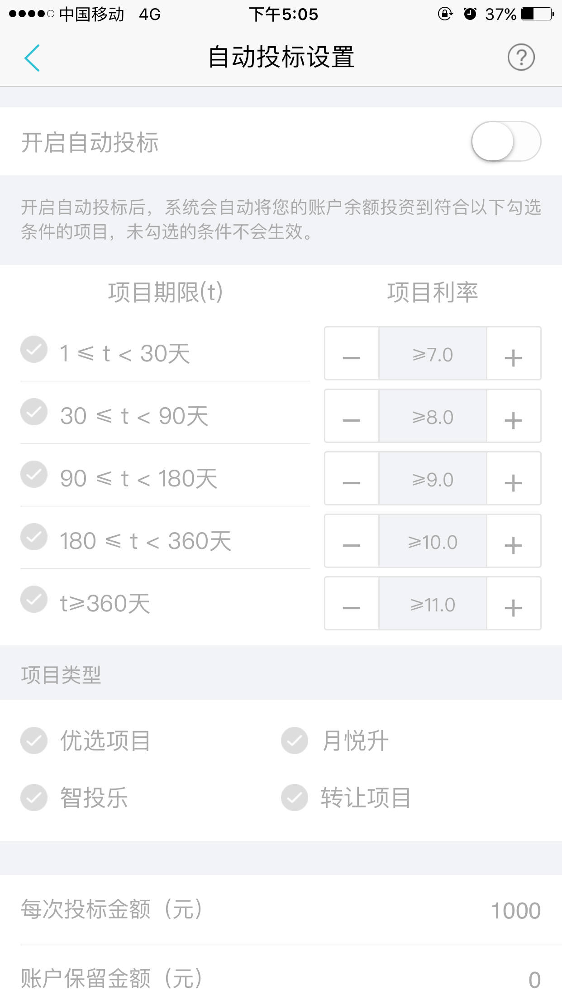 中国移动 4G 下午5:05 37%
自动投标设置 ?
开启自动投标
开启自动投标后，系统会自动将您的账户余额投资到符合以下勾选
条件的项目，未勾选的条件不会生效。
项目期限(t) 项目利率
1 ⩽ t < 30天 — ⩾7.0 +
30 ⩽ t < 90天 — ⩾8.0 +
90 ⩽ t < 180天 — ⩾9.0 +
180 ⩽ t < 360天 — ⩾10.0 +
t⩾360天 — ⩾11.0 +
项目类型
优选项目 月悦升
智投乐 转让项目
每次投标金额（元） 1000
账户保留金额（元） 0